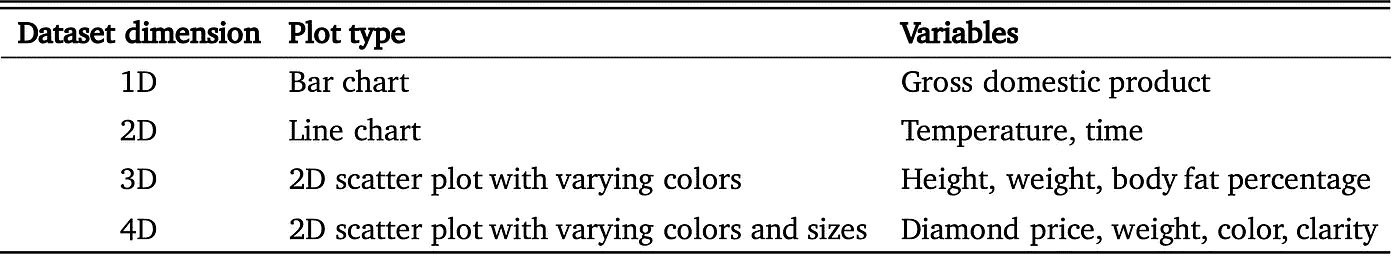 Dataset dimension Plot type Variables
1D Bar chart Gross domestic product
2D Line chart Temperature, time
3D 2D scatter plot with varying colors Height, weight, body fat percentage
4D 2D scatter plot with varying colors and sizes Diamond price, weight, color, clarity